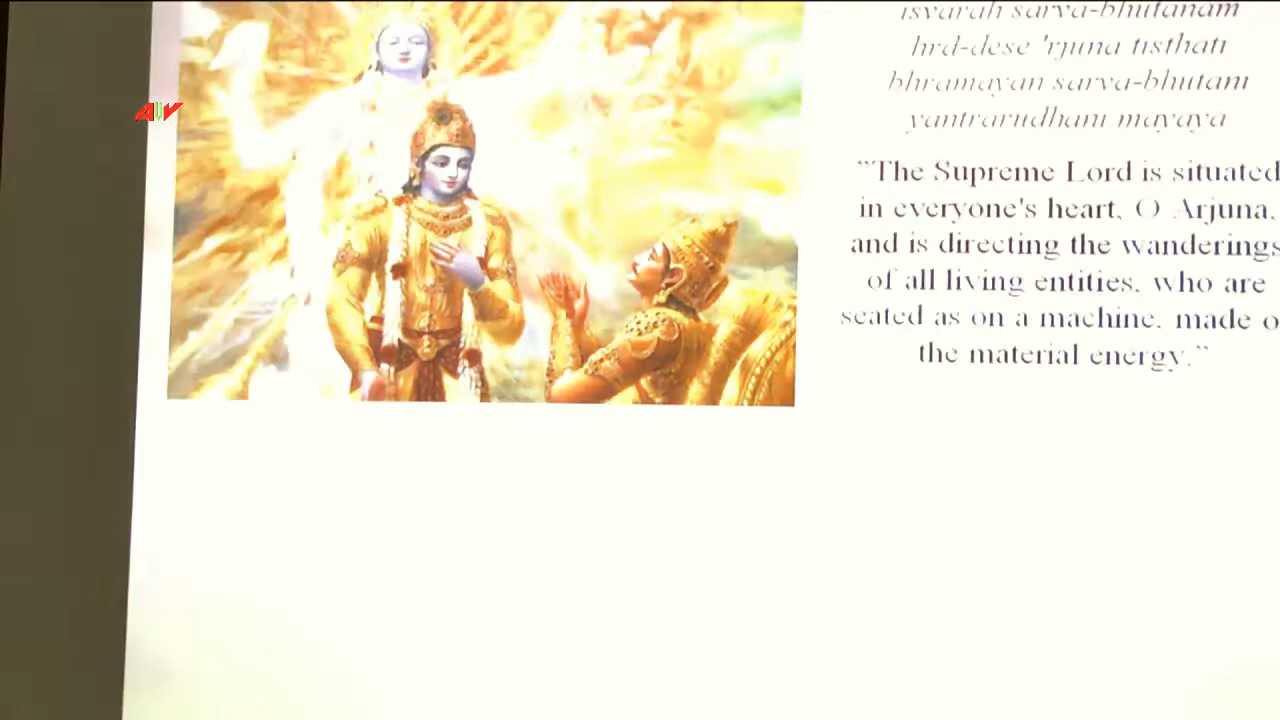 isvarah sarva-bhutanam
hrd-dese 'rjuna tisthati
bhramayan sarva-bhutani
yantrarudhani mayaya
"The Supreme Lord is situated
in everyone's heart, O Arjuna,
and is directing the wanderings
of all living entities, who are
seated as on a machine, made o
the material energy."